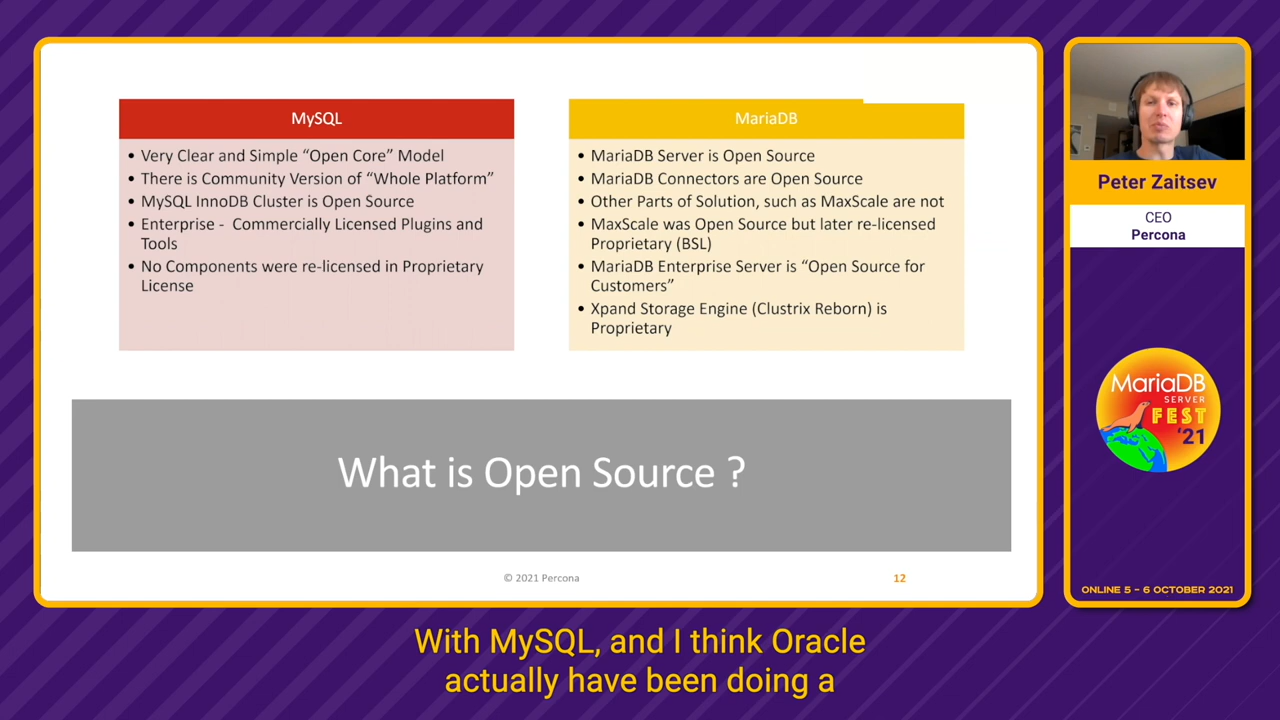 MySQL
• Very Clear and Simple “Open Core” Model
• There is Community Version of “Whole Platform”
• MySQL InnoDB Cluster is Open Source
• Enterprise - Commercially Licensed Plugins and
Tools
• No Components were re-licensed in Proprietary
License
MariaDB
• MariaDB Server is Open Source
• MariaDB Connectors are Open Source
• Other Parts of Solution, such as MaxScale are not
• MaxScale was Open Source but later re-licensed
Proprietary (BSL)
• MariaDB Enterprise Server is “Open Source for
Customers”
• Xpand Storage Engine (Clustrix Reborn) is
Proprietary
What is Open Source ?
© 2021 Percona
12
Peter Zaitsev
CEO
Percona
MariaDB
SERVER
FEST
'21
ONLINE 5 - 6 OCTOBER 2021
With MySQL, and I think Oracle
actually have been doing a